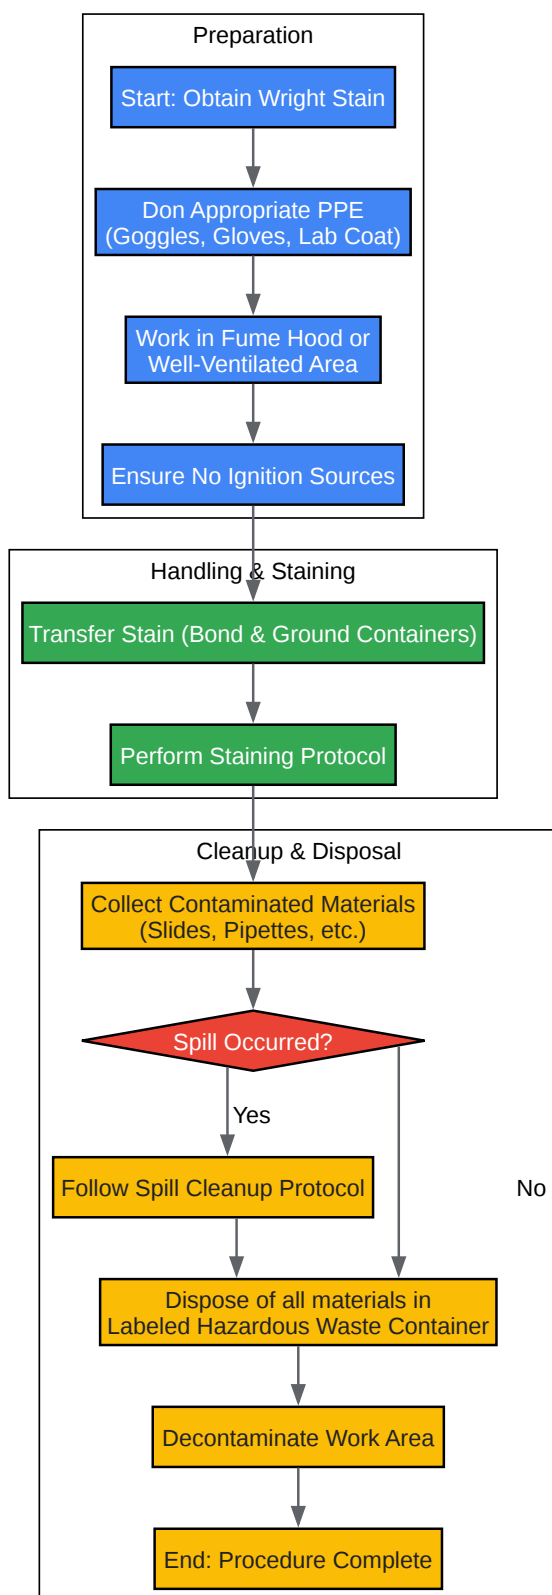 Preparation
Start: Obtain Wright Stain
Don Appropriate PPE
(Goggles, Gloves, Lab Coat)
Work in Fume Hood or
Well-Ventilated Area
Ensure No Ignition Sources
Handling & Staining
Transfer Stain (Bond & Ground Containers)
Perform Staining Protocol
Cleanup & Disposal
Collect Contaminated Materials
(Slides, Pipettes, etc.)
Spill Occurred?
Yes
Follow Spill Cleanup Protocol
No
Dispose of all materials in
Labeled Hazardous Waste Container
Decontaminate Work Area
End: Procedure Complete